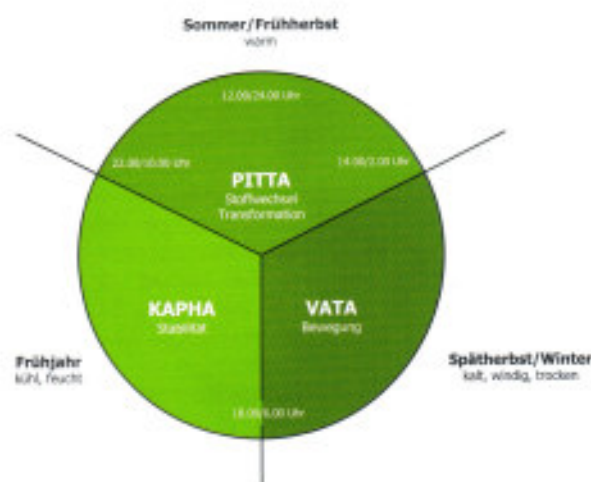 Sommer/Frühherbst
warm
12.00/24.00 Uhr
22.00/10.00 Uhr
14.00/2.00 Uhr
PITTA
Stoffwechsel
Transformation
KAPHA
Stabilität
VATA
Bewegung
Frühjahr
kühl, feucht
Spätherbst/Winter
kalt, windig, trocken
18.00/6.00 Uhr